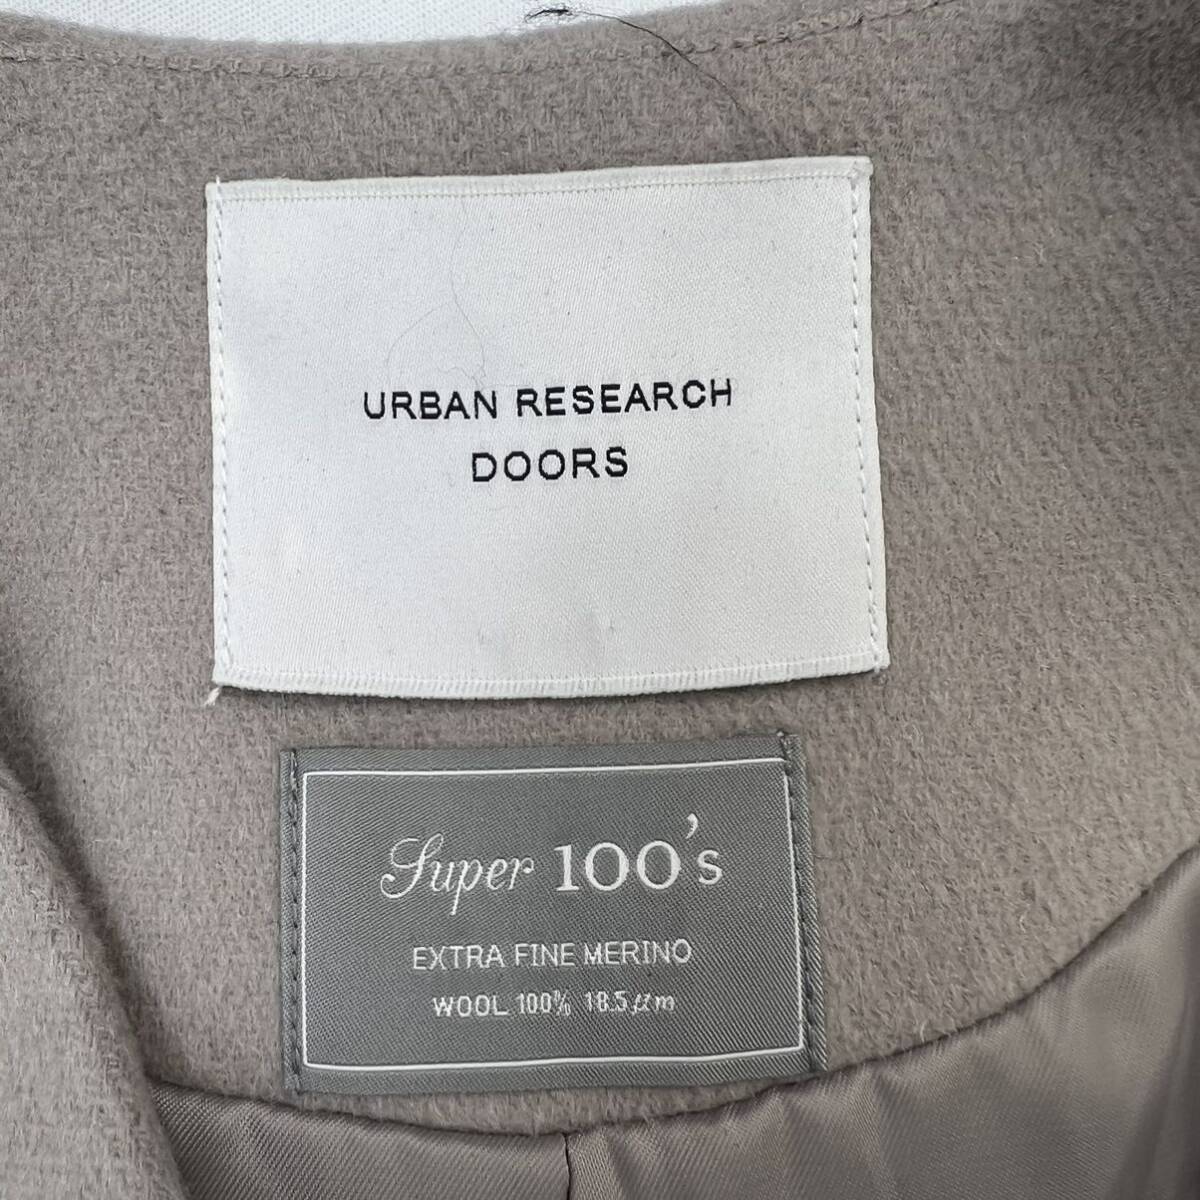 URBAN RESEARCH
DOORS
Super 100's
EXTRA FINE MERINO
WOOL 100% 18.5μm